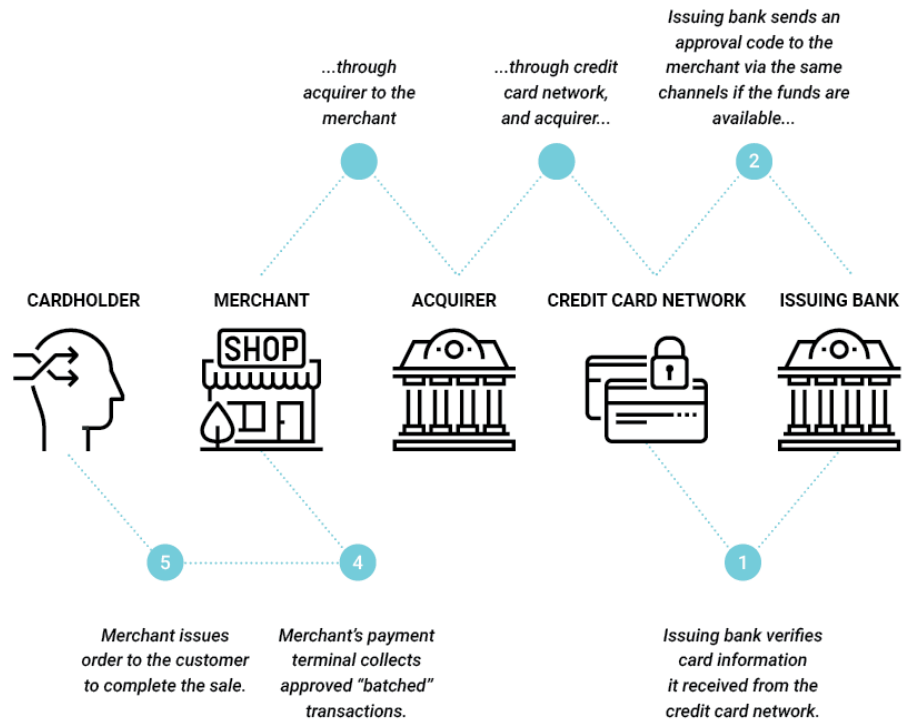 ...through
acquirer to the
merchant
...through credit
card network,
and acquirer...
Issuing bank sends an
approval code to the
merchant via the same
channels if the funds are
available...
2
CARDHOLDER
MERCHANT
ACQUIRER
CREDIT CARD NETWORK
ISSUING BANK
SHOP
5
4
1
Merchant issues
order to the customer
to complete the sale.
Merchant’s payment
terminal collects
approved “batched”
transactions.
Issuing bank verifies
card information
it received from the
credit card network.